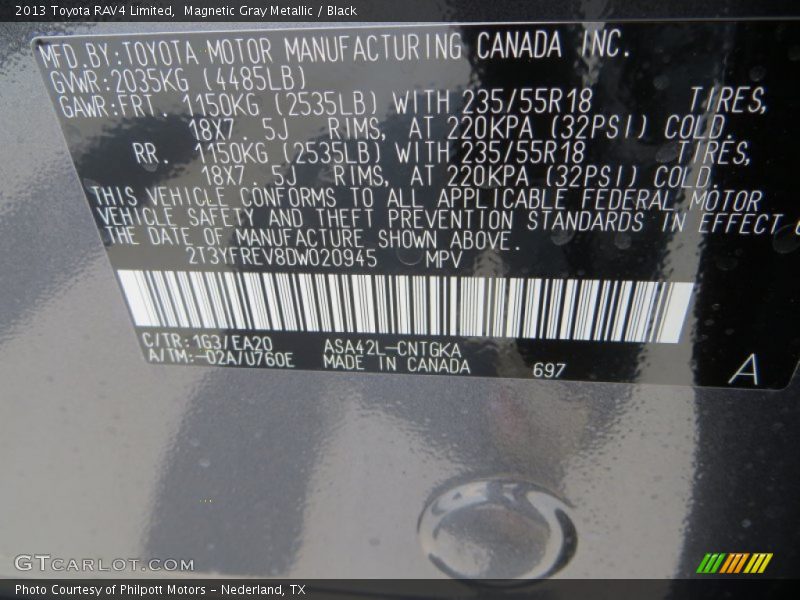 2013 Toyota RAV4 Limited,  Magnetic Gray Metallic / Black
MFD.BY:TOYOTA MOTOR MANUFACTURING CANADA INC.
GVWR:2035KG (4485LB)
GAWR:FRT. 1150KG (2535LB) WITH 235/55R18 TIRES,
18X7.5J RIMS, AT 220KPA (32PSI) COLD.
RR. 1150KG (2535LB) WITH 235/55R18 TIRES,
18X7.5J RIMS, AT 220KPA (32PSI) COLD.
THIS VEHICLE CONFORMS TO ALL APPLICABLE FEDERAL MOTOR
VEHICLE SAFETY AND THEFT PREVENTION STANDARDS IN EFFECT
THE DATE OF MANUFACTURE SHOWN ABOVE.
2T3YFREV8DW020945 MPV
C/TR:1G3/EA20 ASA42L-CNTGKA
A/TM:-02A/U760E MADE IN CANADA 697 A
GTCARLOT.COM
Photo Courtesy of Philpott Motors - Nederland, TX